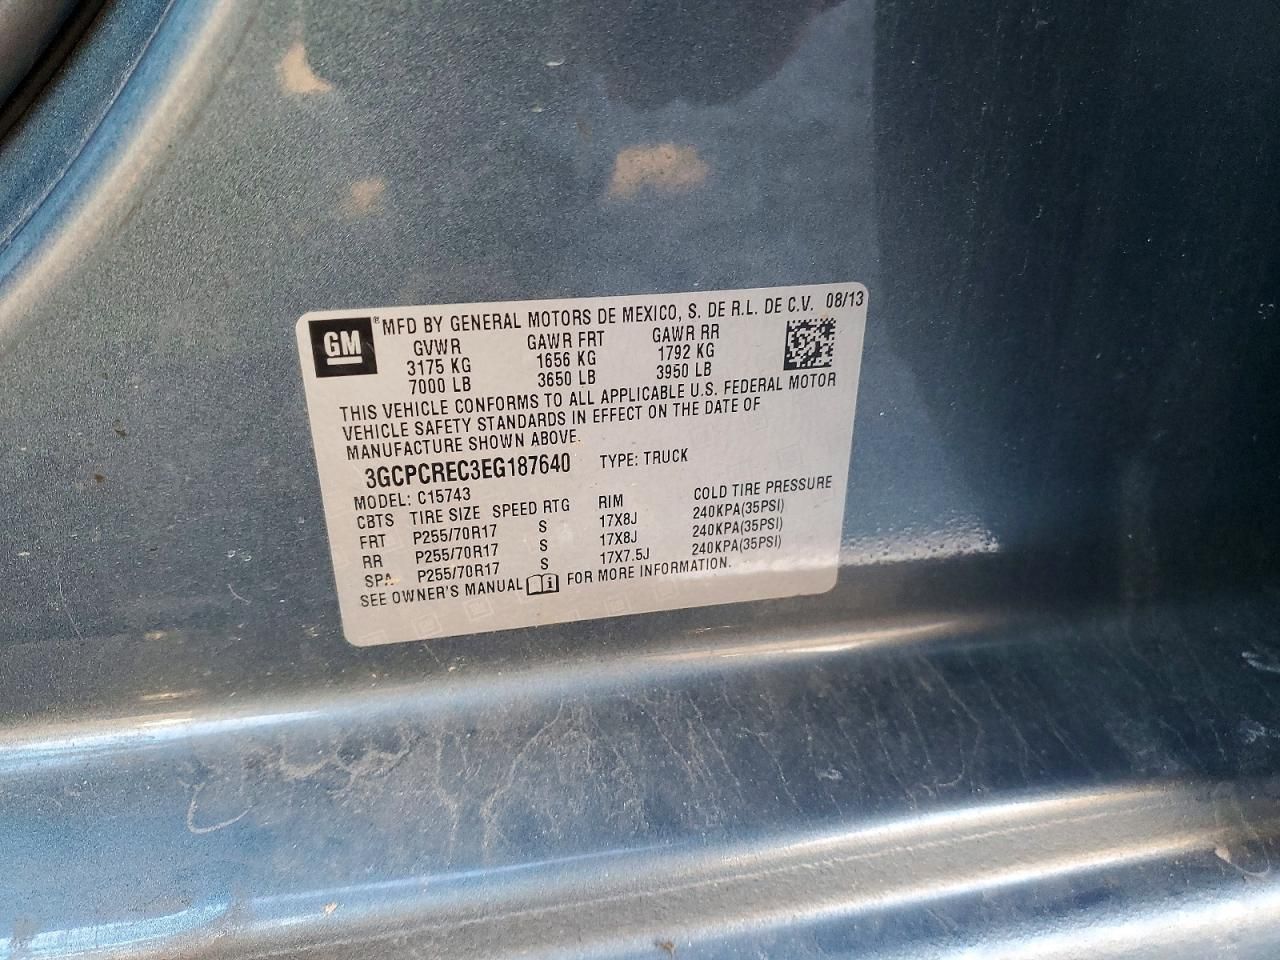 GM ® MFD BY GENERAL MOTORS DE MEXICO, S. DE R.L. DE C.V. 08/13
GVWR GAWR FRT GAWR RR
3175 KG 1656 KG 1792 KG
7000 LB 3650 LB 3950 LB
THIS VEHICLE CONFORMS TO ALL APPLICABLE U.S. FEDERAL MOTOR
VEHICLE SAFETY STANDARDS IN EFFECT ON THE DATE OF
MANUFACTURE SHOWN ABOVE.
3GCPCREC3EG187640 TYPE: TRUCK
MODEL: C15743
CBTS TIRE SIZE SPEED RTG RIM COLD TIRE PRESSURE
FRT P255/70R17 S 17X8J 240KPA(35PSI)
RR P255/70R17 S 17X8J 240KPA(35PSI)
SPA P255/70R17 S 17X7.5J 240KPA(35PSI)
SEE OWNER'S MANUAL i FOR MORE INFORMATION.